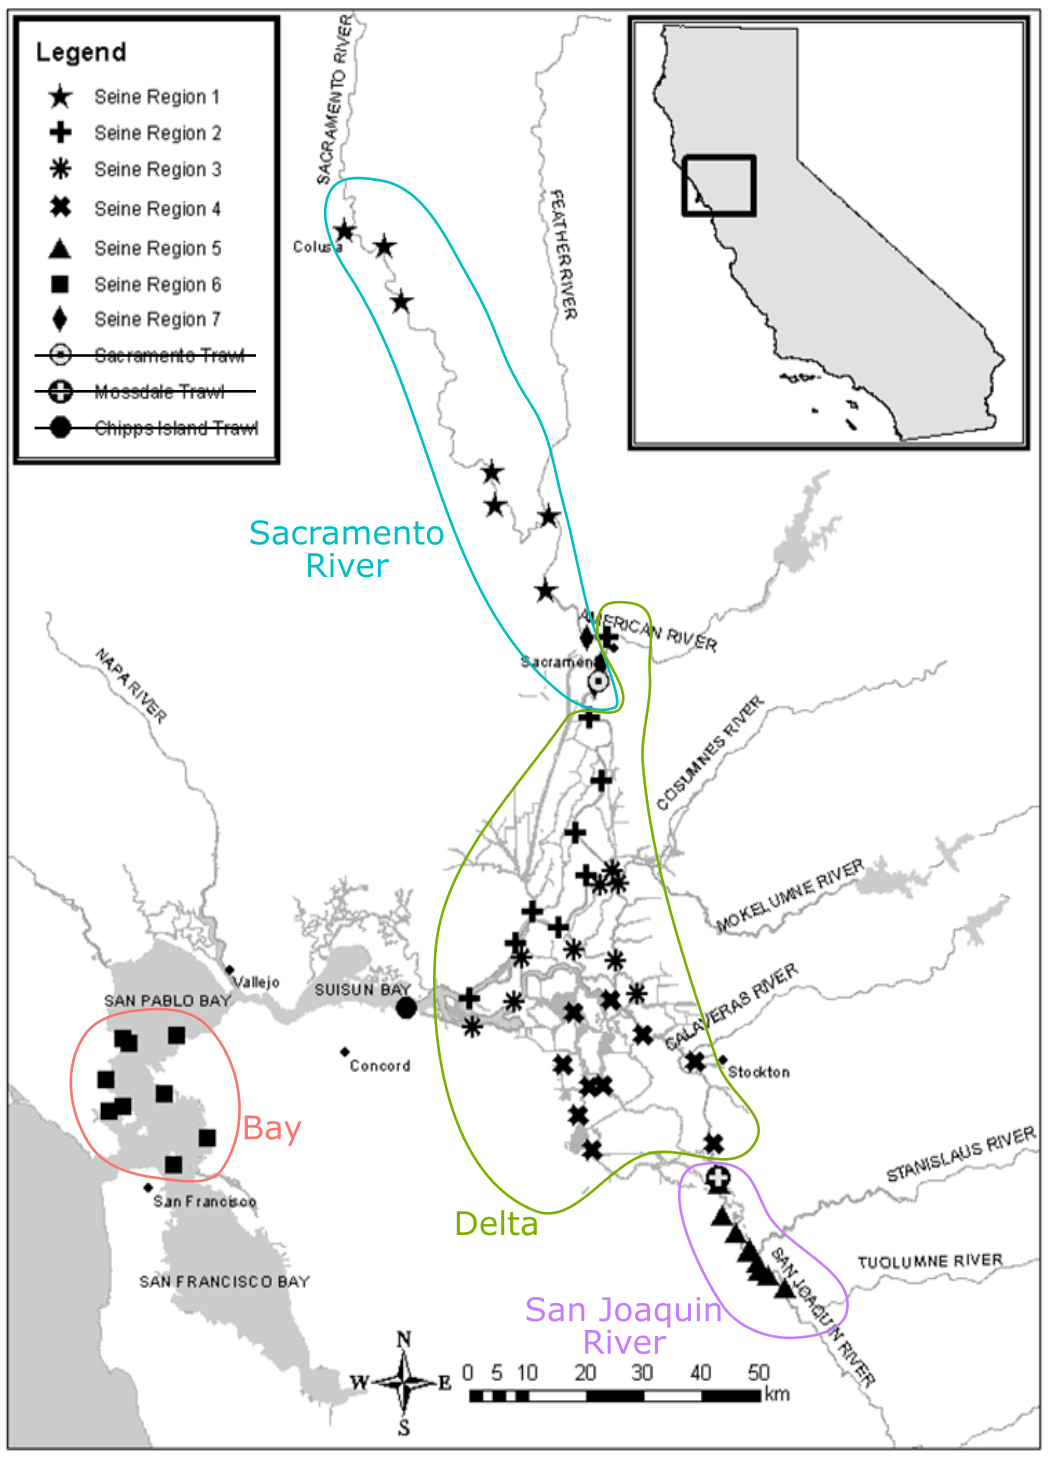 Legend
Seine Region 1
Seine Region 2
Seine Region 3
Seine Region 4
Seine Region 5
Seine Region 6
Seine Region 7
Sacramento Trawl
Mossdale Trawl
Chipps Island Trawl
SACRAMENTO RIVER
FEATHER RIVER
Colusa
Sacramento
River
AMERICAN RIVER
Sacramen
NAPA RIVER
COSUMNES RIVER
MOKELUMNE RIVER
CALAVERAS RIVER
Vallejo
SUISUN BAY
SAN PABLO BAY
Concord
Stockton
Bay
STANISLAUS RIVER
San Francisco
Delta
TUOLUMNE RIVER
SAN FRANCISCO BAY
SAN JOAQUIN RIVER
San Joaquin
River
N
W
E
S
0 5 10 20 30 40 50
km